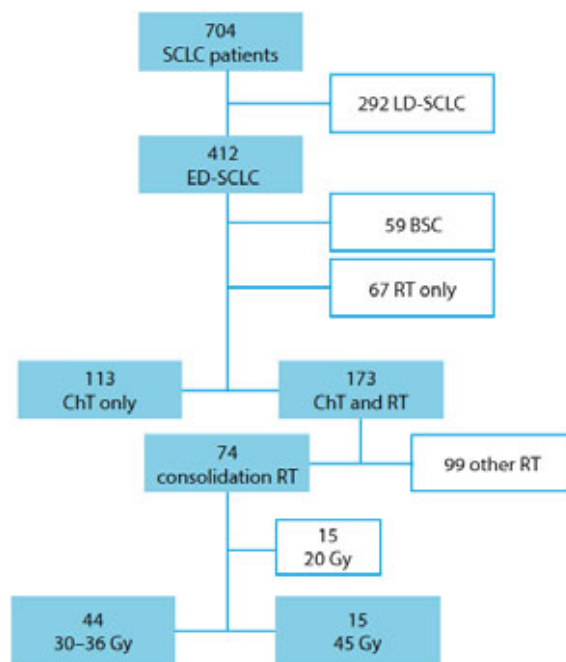 704
SCLC patients
292 LD-SCLC
412
ED-SCLC
59 BSC
67 RT only
113
ChT only
173
ChT and RT
74
consolidation RT
99 other RT
15
20 Gy
44
30–36 Gy
15
45 Gy